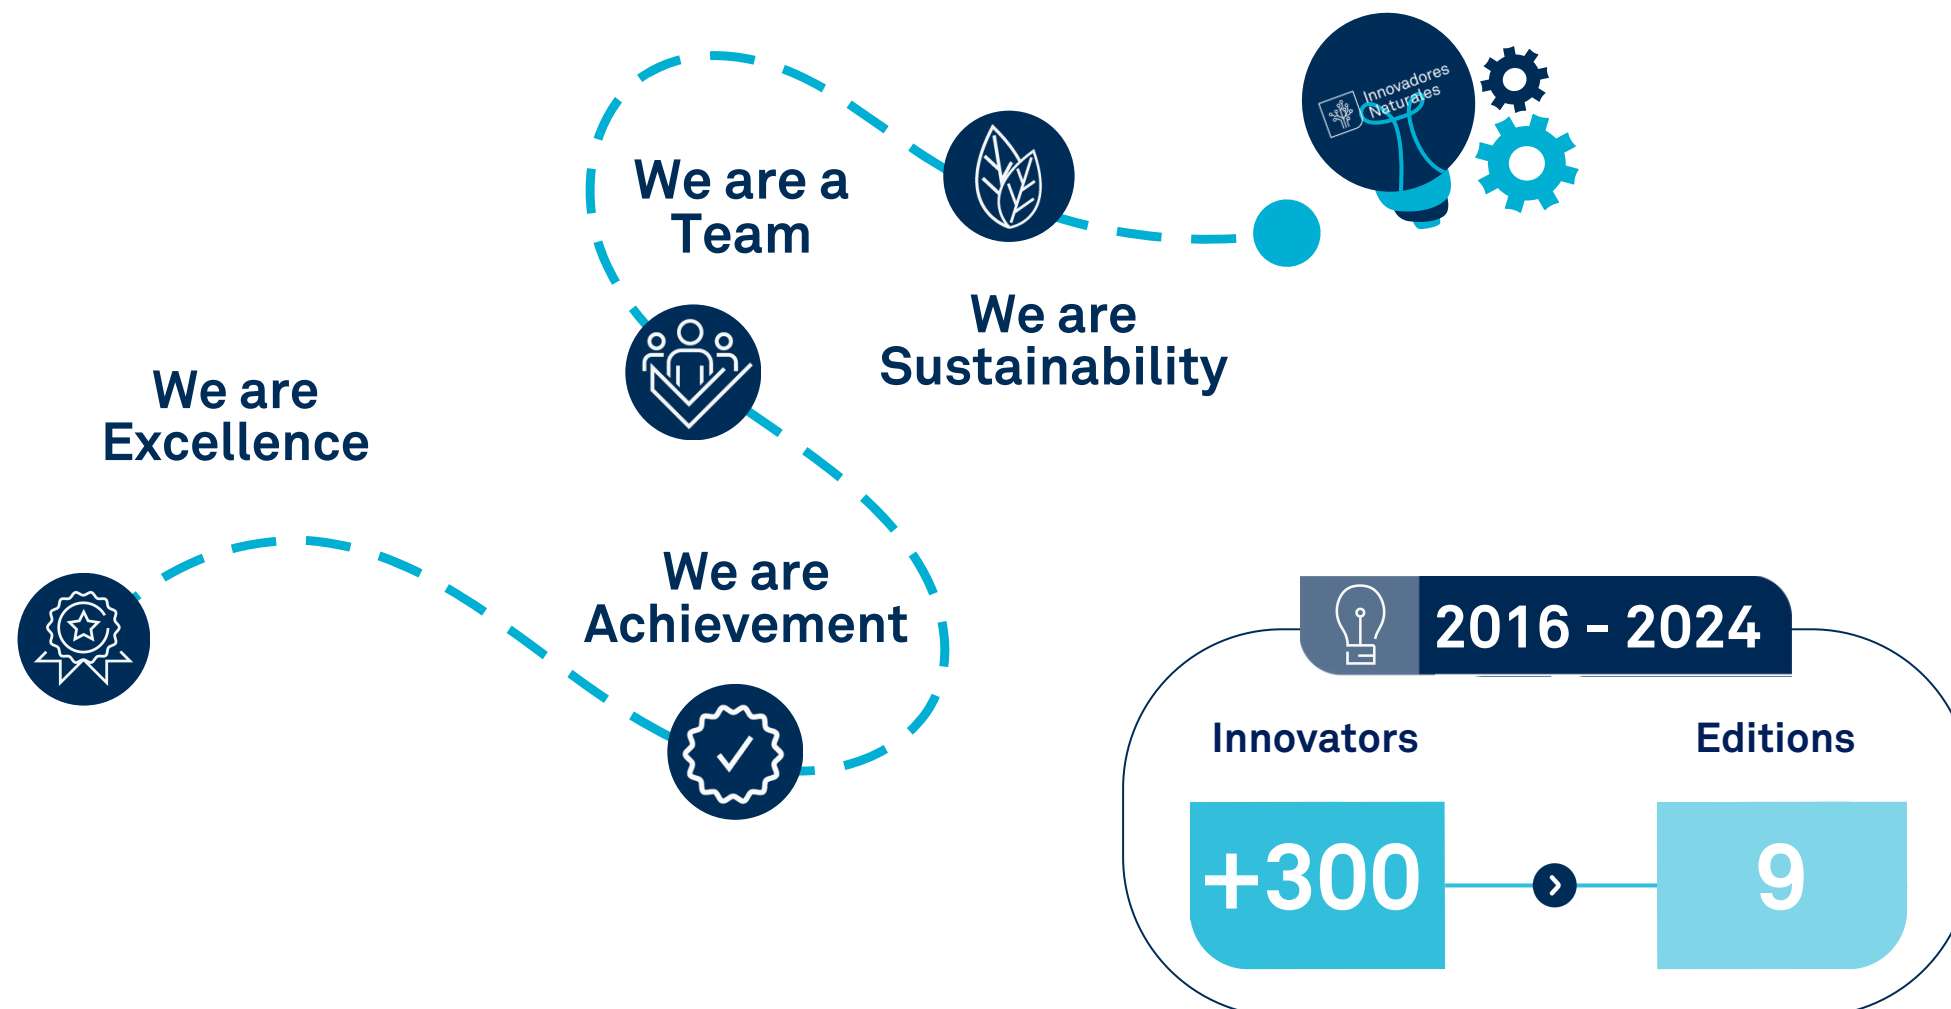 Innovadores
Naturales
We are a
Team
We are
Sustainability
We are
Excellence
We are
Achievement
2016 - 2024
Innovators
Editions
+300
9